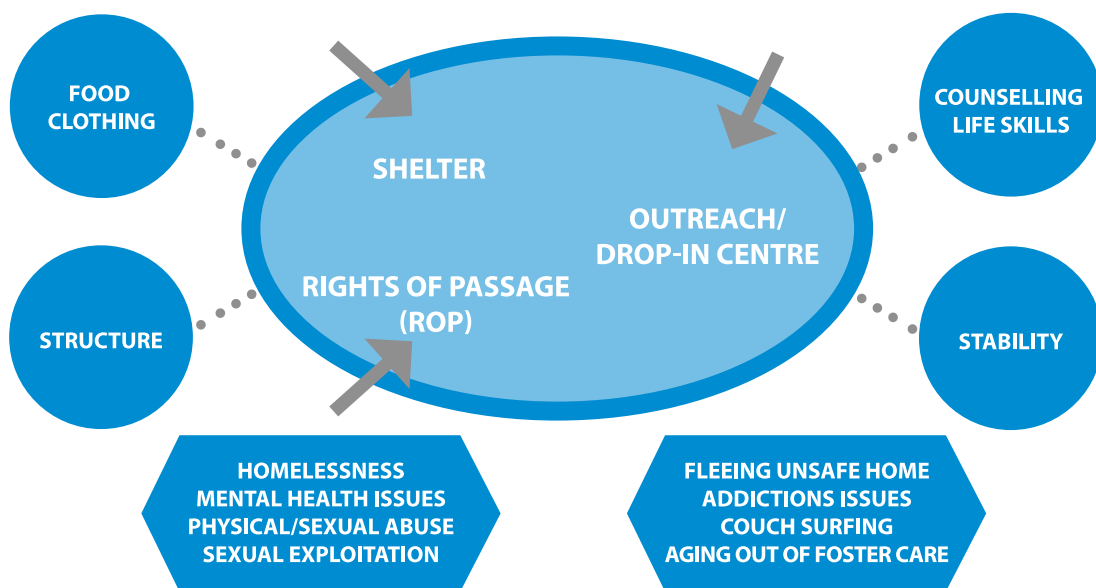 FOOD
CLOTHING
COUNSELLING
LIFE SKILLS
SHELTER
OUTREACH/
DROP-IN CENTRE
RIGHTS OF PASSAGE
(ROP)
STRUCTURE
STABILITY
HOMELESSNESS
MENTAL HEALTH ISSUES
PHYSICAL/SEXUAL ABUSE
SEXUAL EXPLOITATION
FLEEING UNSAFE HOME
ADDICTIONS ISSUES
COUCH SURFING
AGING OUT OF FOSTER CARE